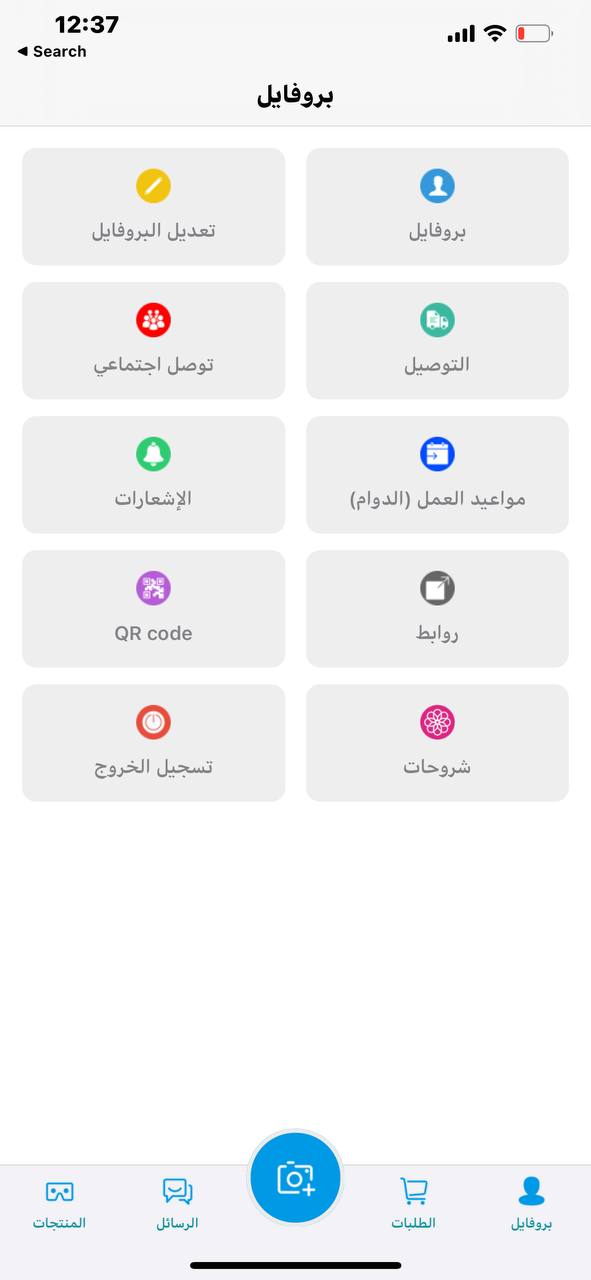 12:37
◀ Search
بروفايل
بروفايل
تعديل البروفايل
التوصيل
توصل اجتماعي
مواعيد العمل (الدوام)
الإشعارات
روابط
QR code
شروحات
تسجيل الخروج
بروفايل
الطلبات
الرسائل
المنتجات